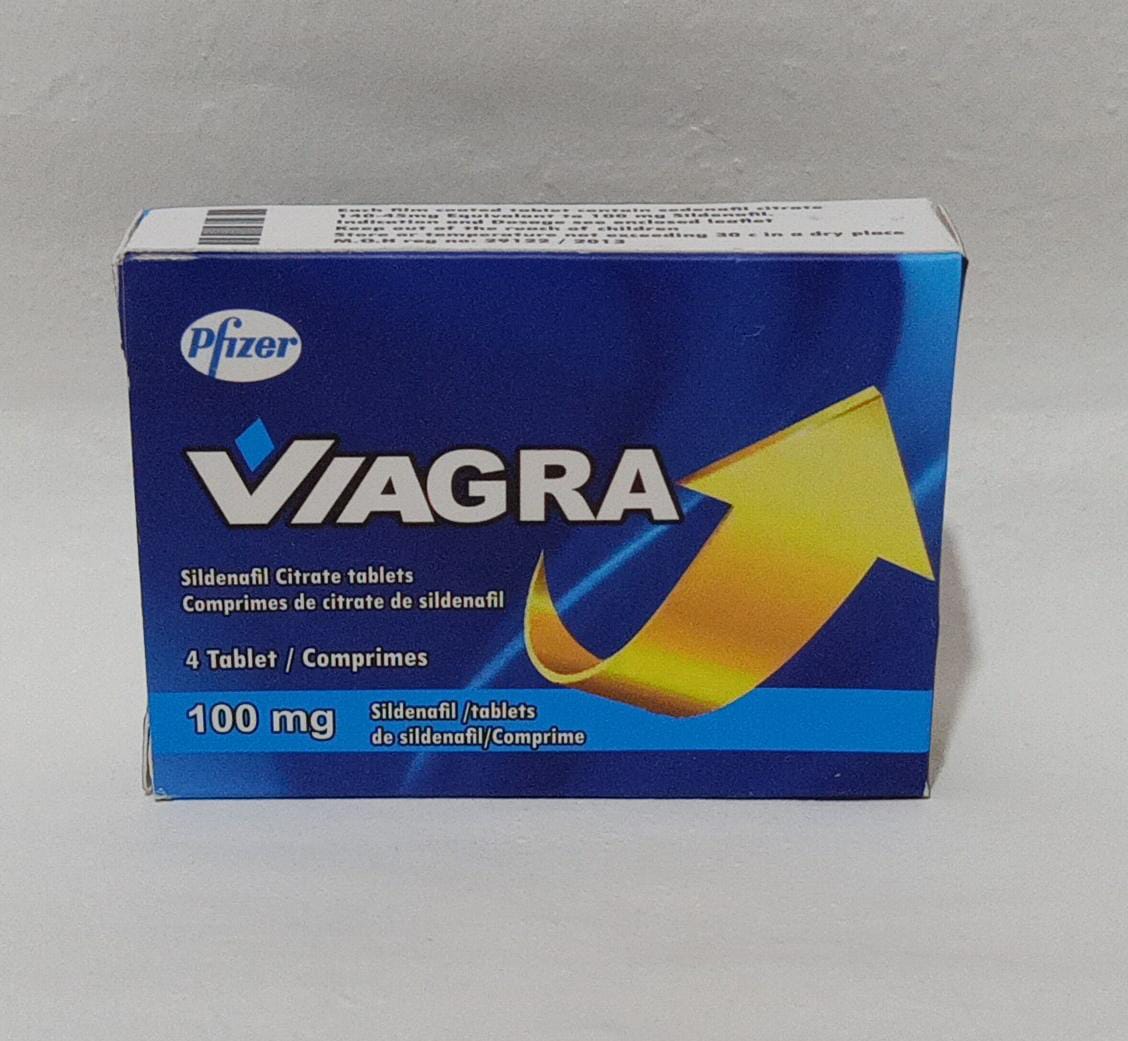 Each film coated tablet contain sedenafil citrate
140-45mg Equivalant to 100 mg Sildenafil.
Indication and Dosage see enclosed leaflet
Keep out of the reach of children
Store at temperature not exceeding 30 c in a dry place
M.O.H reg no: 29122 / 2013
Pfizer
VIAGRA
Sildenafil Citrate tablets
Comprimes de citrate de sildenafil
4 Tablet / Comprimes
100 mg
Sildenafil /tablets
de sildenafil/Comprime